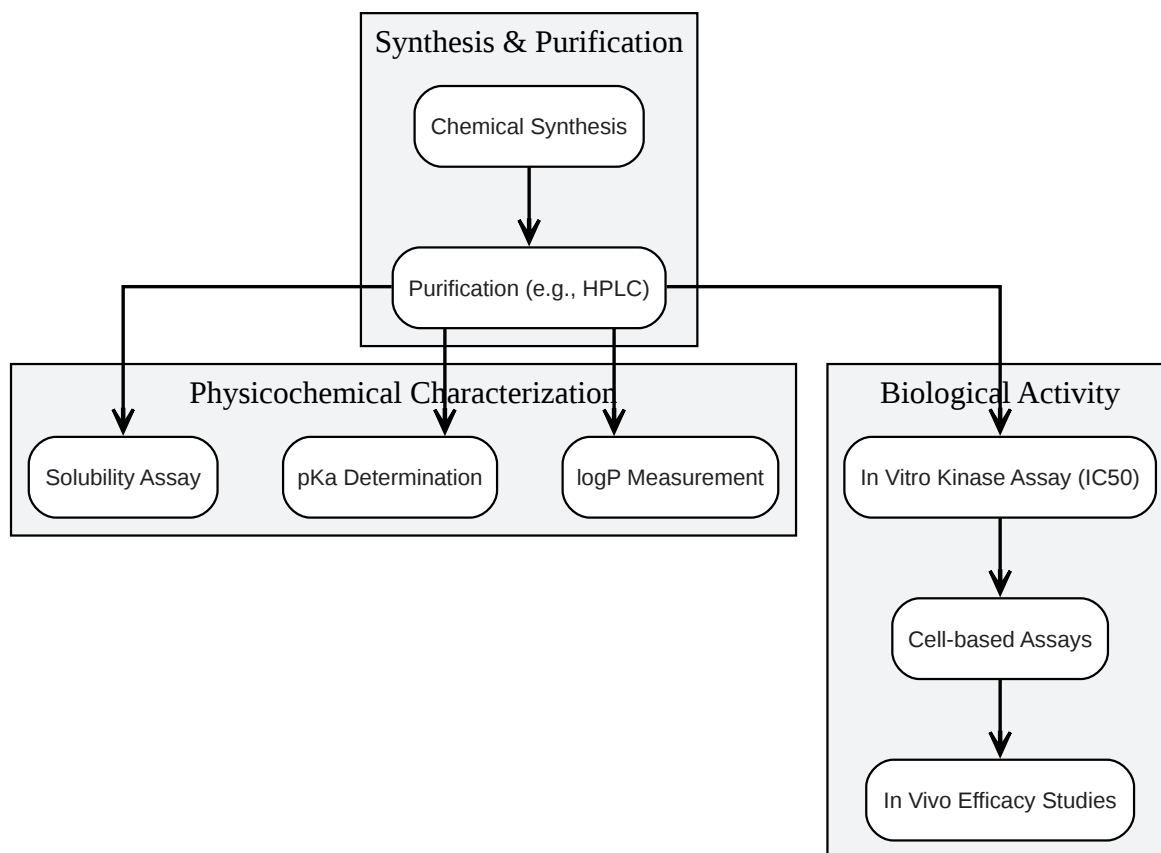 Synthesis & Purification
Chemical Synthesis
Purification (e.g., HPLC)
Physicochemical Characterization
Solubility Assay
pKa Determination
logP Measurement
Biological Activity
In Vitro Kinase Assay (IC50)
Cell-based Assays
In Vivo Efficacy Studies